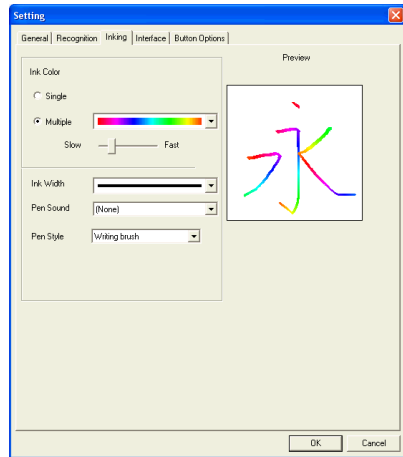 Setting
General Recognition Inking Interface Button Options
Ink Color
Single
Multiple
Slow Fast
Ink Width
Pen Sound (None)
Pen Style Writing brush
Preview
永
OK Cancel